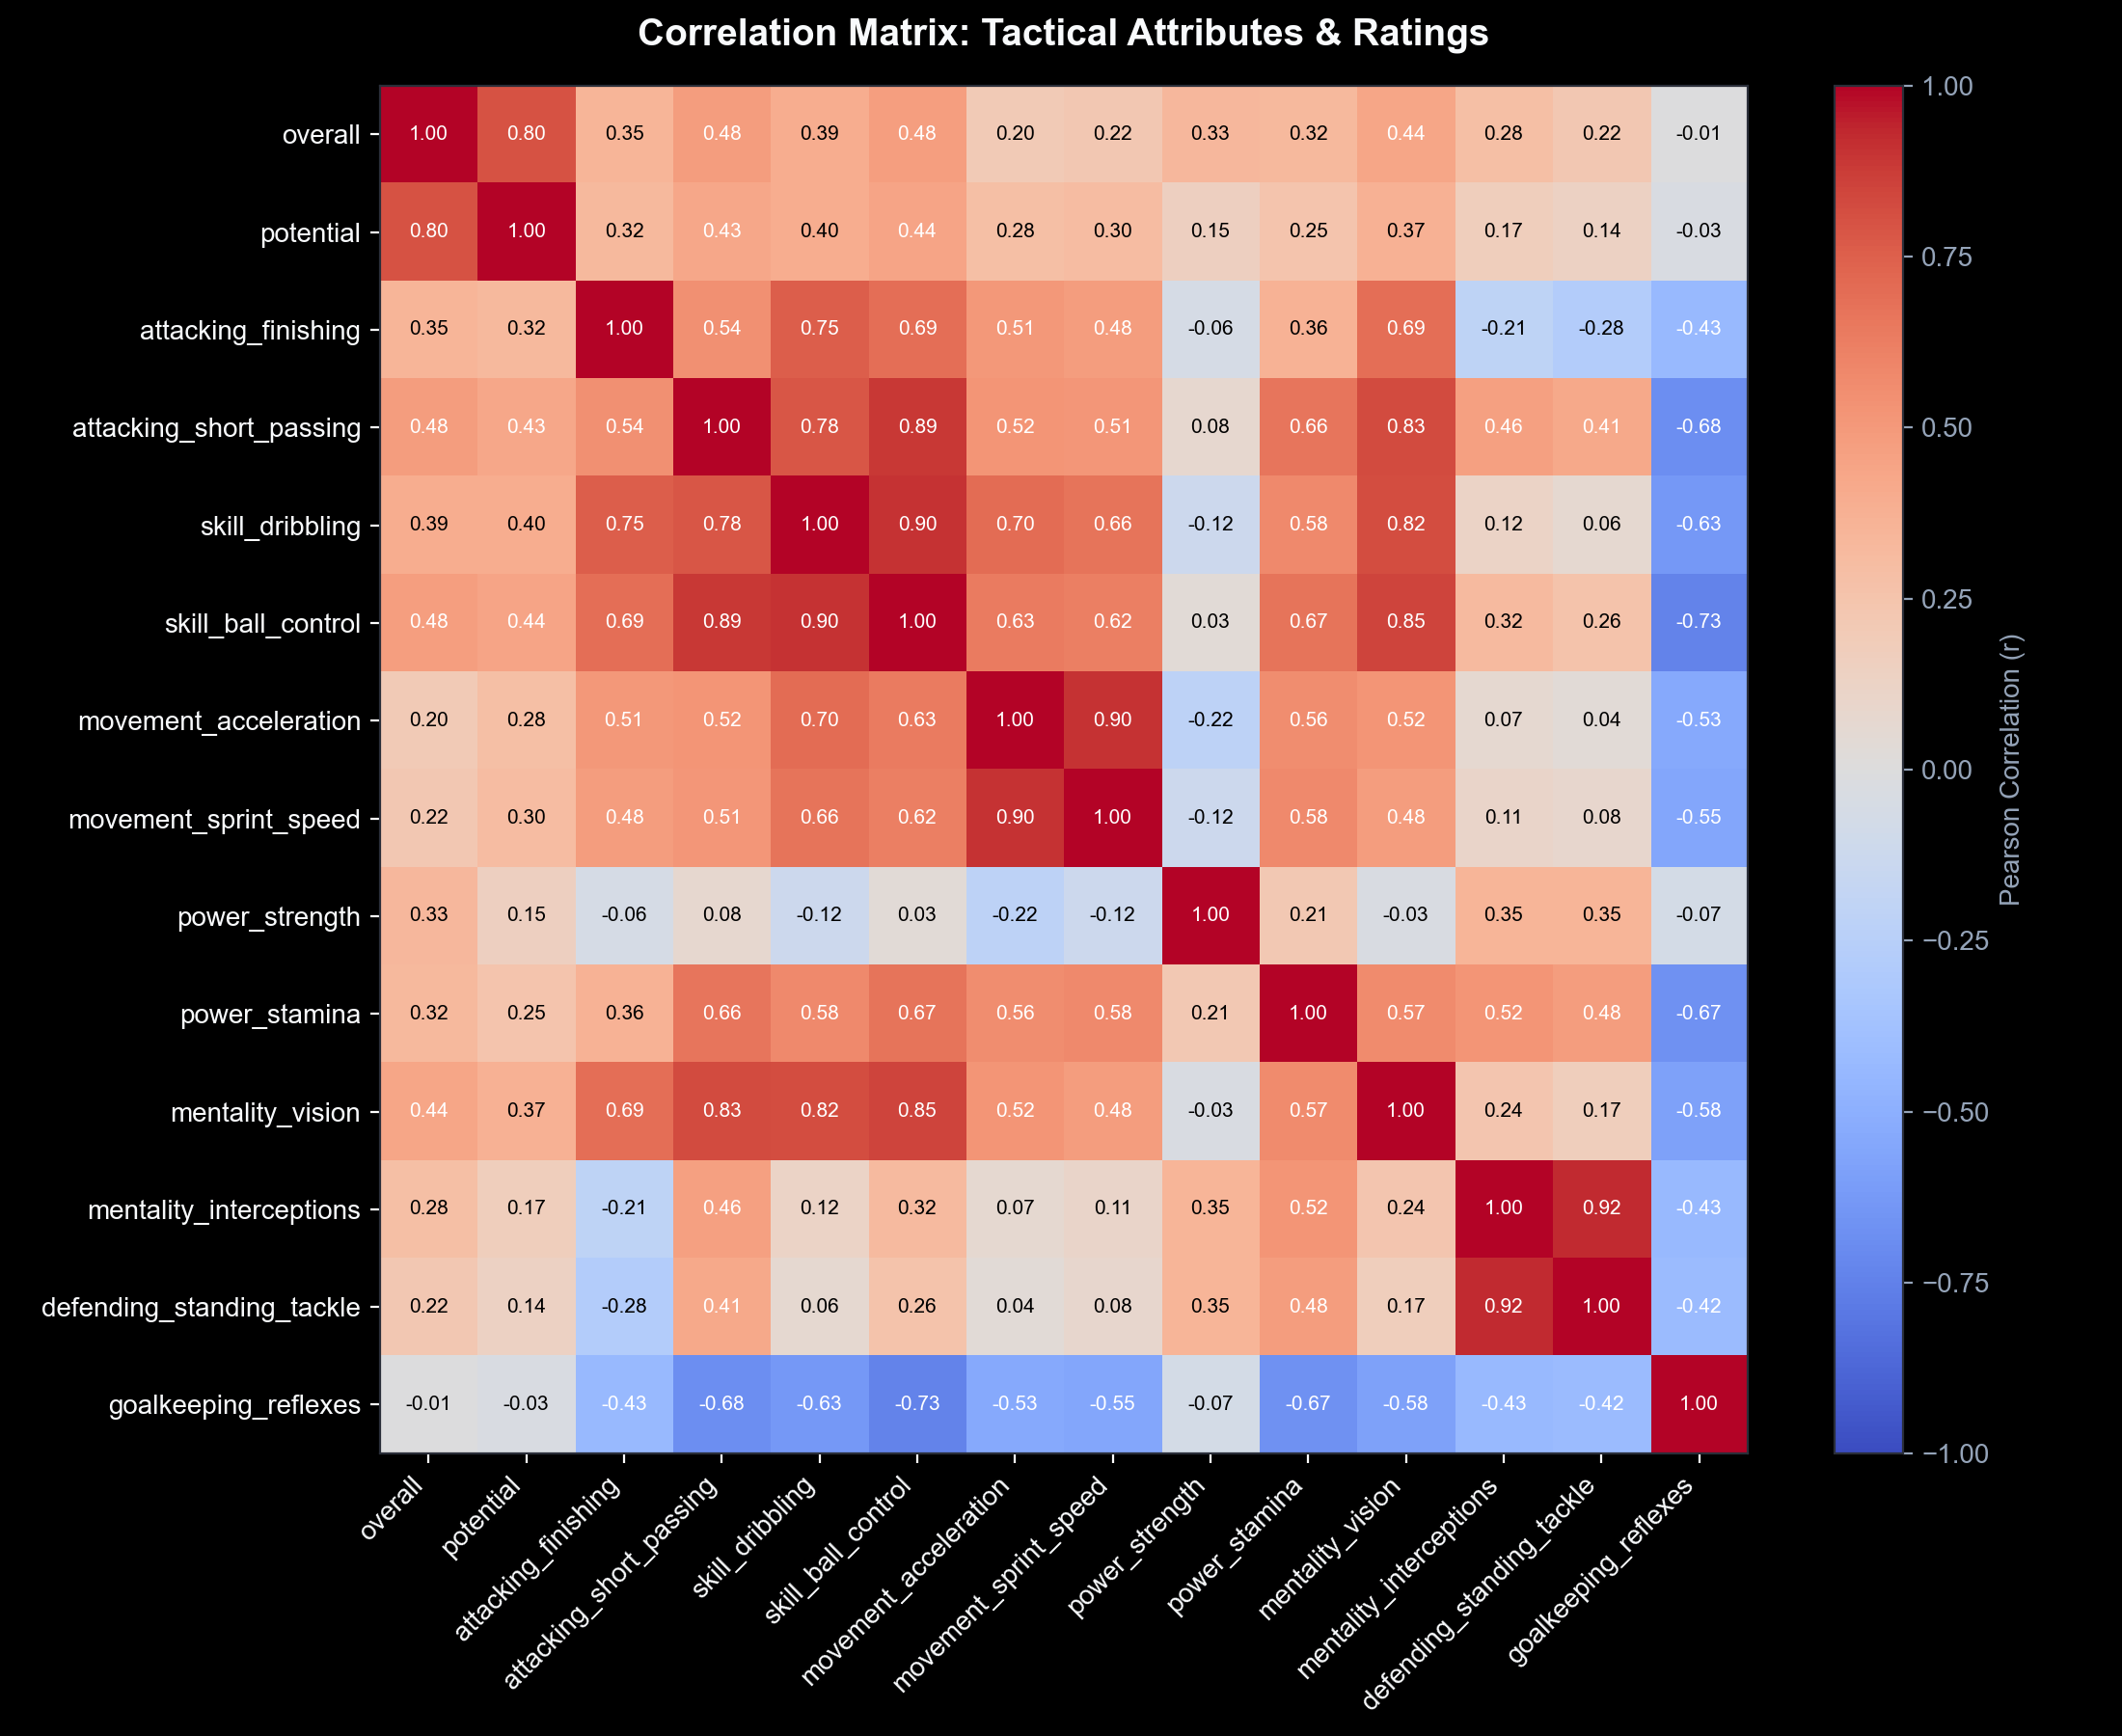 Correlation Matrix: Tactical Attributes & Ratings
overall 1.00 0.80 0.35 0.48 0.39 0.48 0.20 0.22 0.33 0.32 0.44 0.28 0.22 -0.01
potential 0.80 1.00 0.32 0.43 0.40 0.44 0.28 0.30 0.15 0.25 0.37 0.17 0.14 -0.03
attacking_finishing 0.35 0.32 1.00 0.54 0.75 0.69 0.51 0.48 -0.06 0.36 0.69 -0.21 -0.28 -0.43
attacking_short_passing 0.48 0.43 0.54 1.00 0.78 0.89 0.52 0.51 0.08 0.66 0.83 0.46 0.41 -0.68
skill_dribbling 0.39 0.40 0.75 0.78 1.00 0.90 0.70 0.66 -0.12 0.58 0.82 0.12 0.06 -0.63
skill_ball_control 0.48 0.44 0.69 0.89 0.90 1.00 0.63 0.62 0.03 0.67 0.85 0.32 0.26 -0.73
movement_acceleration 0.20 0.28 0.51 0.52 0.70 0.63 1.00 0.90 -0.22 0.56 0.52 0.07 0.04 -0.53
movement_sprint_speed 0.22 0.30 0.48 0.51 0.66 0.62 0.90 1.00 -0.12 0.58 0.48 0.11 0.08 -0.55
power_strength 0.33 0.15 -0.06 0.08 -0.12 0.03 -0.22 -0.12 1.00 0.21 -0.03 0.35 0.35 -0.07
power_stamina 0.32 0.25 0.36 0.66 0.58 0.67 0.56 0.58 0.21 1.00 0.57 0.52 0.48 -0.67
mentality_vision 0.44 0.37 0.69 0.83 0.82 0.85 0.52 0.48 -0.03 0.57 1.00 0.24 0.17 -0.58
mentality_interceptions 0.28 0.17 -0.21 0.46 0.12 0.32 0.07 0.11 0.35 0.52 0.24 1.00 0.92 -0.43
defending_standing_tackle 0.22 0.14 -0.28 0.41 0.06 0.26 0.04 0.08 0.35 0.48 0.17 0.92 1.00 -0.42
goalkeeping_reflexes -0.01 -0.03 -0.43 -0.68 -0.63 -0.73 -0.53 -0.55 -0.07 -0.67 -0.58 -0.43 -0.42 1.00
overall
potential
attacking_finishing
attacking_short_passing
skill_dribbling
skill_ball_control
movement_acceleration
movement_sprint_speed
power_strength
power_stamina
mentality_vision
mentality_interceptions
defending_standing_tackle
goalkeeping_reflexes
1.00
0.75
0.50
0.25
0.00
−0.25
−0.50
−0.75
−1.00
Pearson Correlation (r)